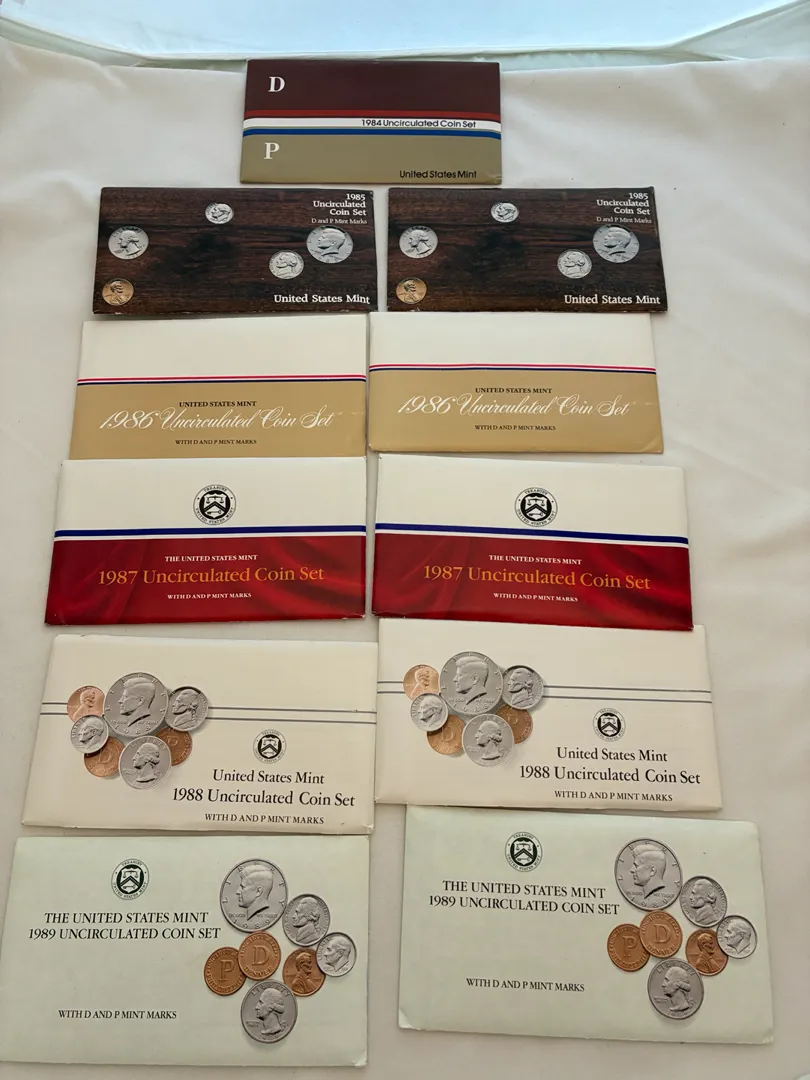 D
1984 Uncirculated Coin Set
P
United States Mint
1985
Uncirculated
Coin Set
D and P Mint Marks
United States Mint
1985
Uncirculated
Coin Set
D and P Mint Marks
United States Mint
UNITED STATES MINT
1986 Uncirculated Coin Set
WITH D AND P MINT MARKS
UNITED STATES MINT
1986 Uncirculated Coin Set
WITH D AND P MINT MARKS
THE UNITED STATES MINT
1987 Uncirculated Coin Set
WITH D AND P MINT MARKS
THE UNITED STATES MINT
1987 Uncirculated Coin Set
WITH D AND P MINT MARKS
D
United States Mint
1988 Uncirculated Coin Set
WITH D AND P MINT MARKS
D
United States Mint
1988 Uncirculated Coin Set
WITH D AND P MINT MARKS
THE UNITED STATES MINT
1989 UNCIRCULATED COIN SET
P
D
WITH D AND P MINT MARKS
THE UNITED STATES MINT
1989 UNCIRCULATED COIN SET
P
D
WITH D AND P MINT MARKS